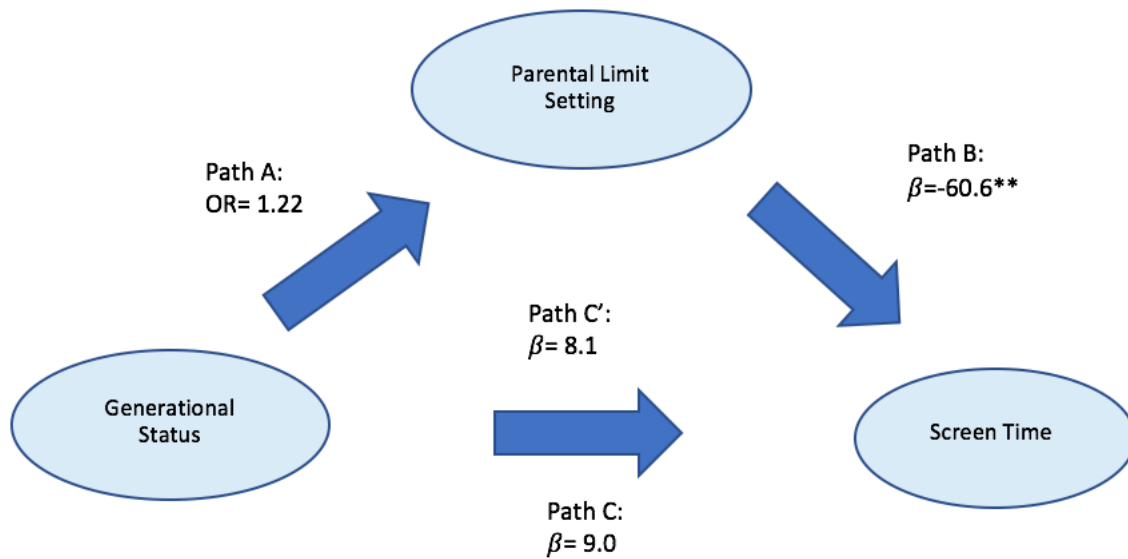 Parental Limit
Setting
Path A:
OR= 1.22
Path B:
β=-60.6**
Path C’:
β= 8.1
Generational
Status
Screen Time
Path C:
β= 9.0